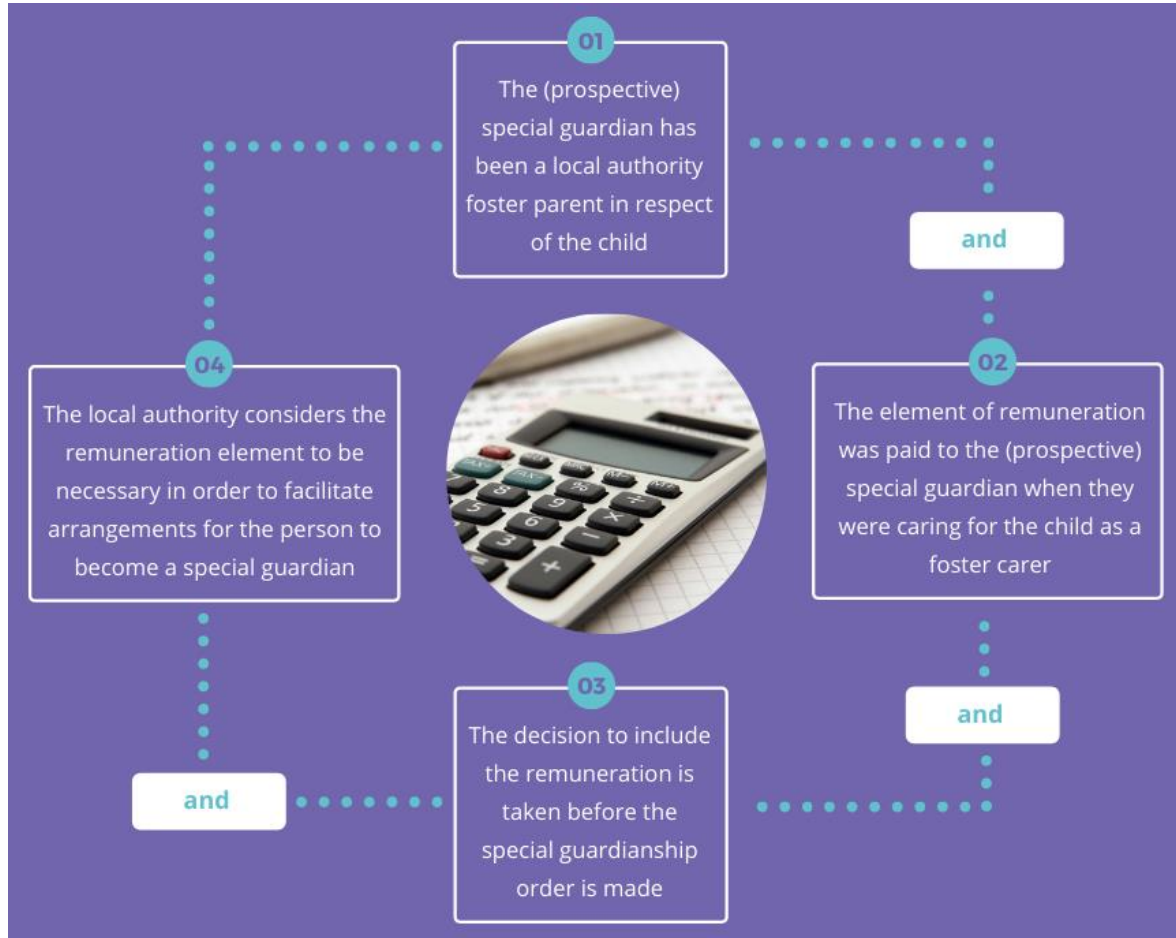 01
The (prospective)
special guardian has
been a local authority
foster parent in respect
of the child
and
02
The element of remuneration
was paid to the (prospective)
special guardian when they
were caring for the child as a
foster carer
and
03
The decision to include
the remuneration is
taken before the
special guardianship
order is made
and
04
The local authority considers the
remuneration element to be
necessary in order to facilitate
arrangements for the person to
become a special guardian